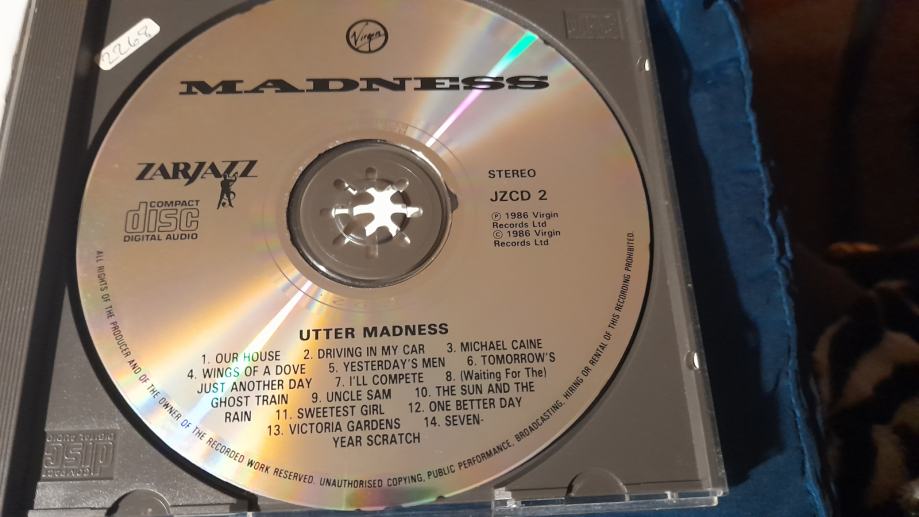 2268
Virgin
MADNESS
ZARJAZZ
COMPACT
disc
DIGITAL AUDIO
STEREO
JZCD 2
℗ 1986 Virgin
Records Ltd
© 1986 Virgin
Records Ltd
UTTER MADNESS
1. OUR HOUSE 2. DRIVING IN MY CAR 3. MICHAEL CAINE
4. WINGS OF A DOVE 5. YESTERDAY'S MEN 6. TOMORROW'S
JUST ANOTHER DAY 7. I'LL COMPETE 8. (Waiting For The)
GHOST TRAIN 9. UNCLE SAM 10. THE SUN AND THE
RAIN 11. SWEETEST GIRL 12. ONE BETTER DAY
13. VICTORIA GARDENS 14. SEVEN-
YEAR SCRATCH
ALL RIGHTS OF THE PRODUCER AND OF THE OWNER OF THE RECORDED WORK RESERVED. UNAUTHORISED COPYING, PUBLIC PERFORMANCE, BROADCASTING, HIRING OR RENTAL OF THIS RECORDING PROHIBITED.